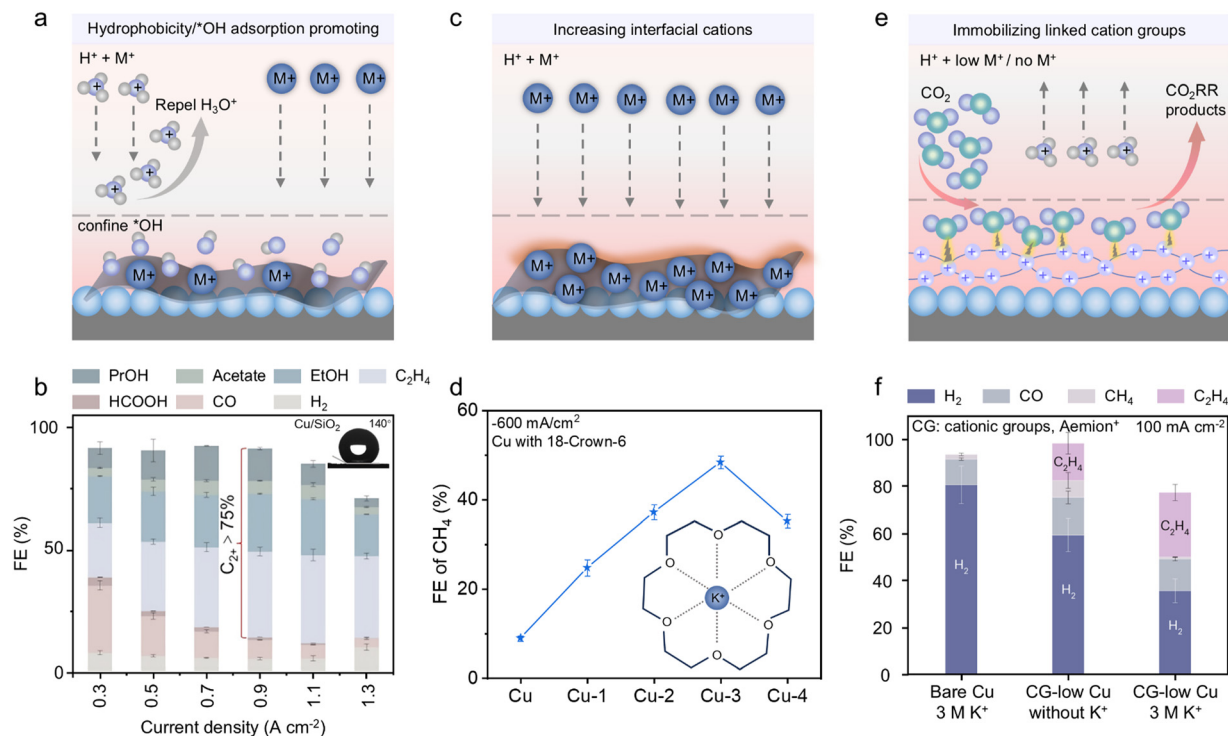 a
Hydrophobicity/*OH adsorption promoting
H⁺ + M⁺
Repel H₃O⁺
M+ M+ M+
+ + + + +
confine *OH
M+ M+ M+
c
Increasing interfacial cations
H⁺ + M⁺
M+ M+ M+ M+ M+ M+
M+ M+ M+ M+ M+ M+ M+ M+ M+
e
Immobilizing linked cation groups
H⁺ + low M⁺ / no M⁺
CO₂
CO₂RR
products
+ + +
b
PrOH Acetate EtOH C₂H₄
HCOOH CO H₂
Cu/SiO₂ 140°
C₂₊ > 75%
FE (%)
100
50
0
0.3 0.5 0.7 0.9 1.1 1.3
Current density (A cm⁻²)
d
-600 mA/cm²
Cu with 18-Crown-6
FE of CH₄ (%)
60
40
20
0
O
O O
K⁺
O O
O
Cu Cu-1 Cu-2 Cu-3 Cu-4
f
H₂ CO CH₄ C₂H₄
CG: cationic groups, Aemion⁺ 100 mA cm⁻²
FE (%)
100
80
60
40
20
0
H₂
C₂H₄
H₂
C₂H₄
H₂
Bare Cu
3 M K⁺
CG-low Cu
without K⁺
CG-low Cu
3 M K⁺